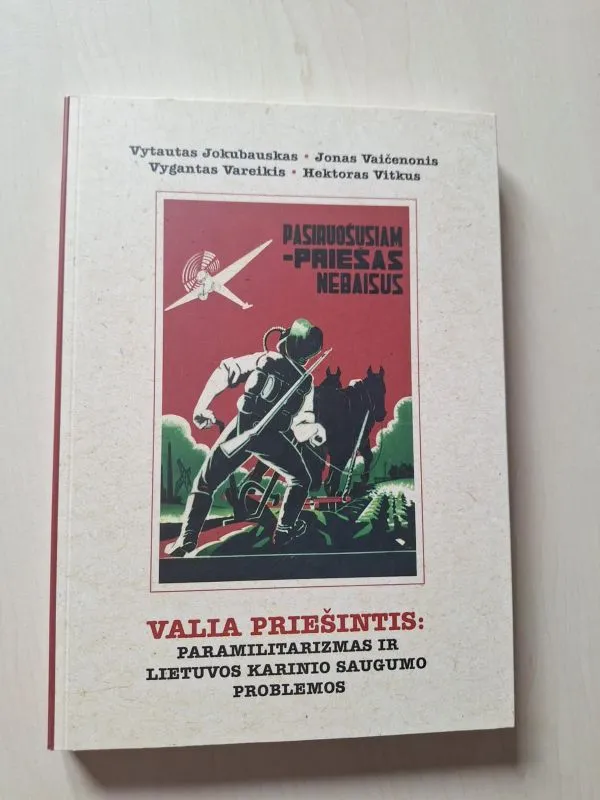 Vytautas Jokubauskas • Jonas Vaičenonis
Vygantas Vareikis • Hektoras Vitkus
PASIRUOŠUSIAM
-PRIEŠAS
NEBAISUS
VALIA PRIEŠINTIS:
PARAMILITARIZMAS IR
LIETUVOS KARINIO SAUGUMO
PROBLEMOS